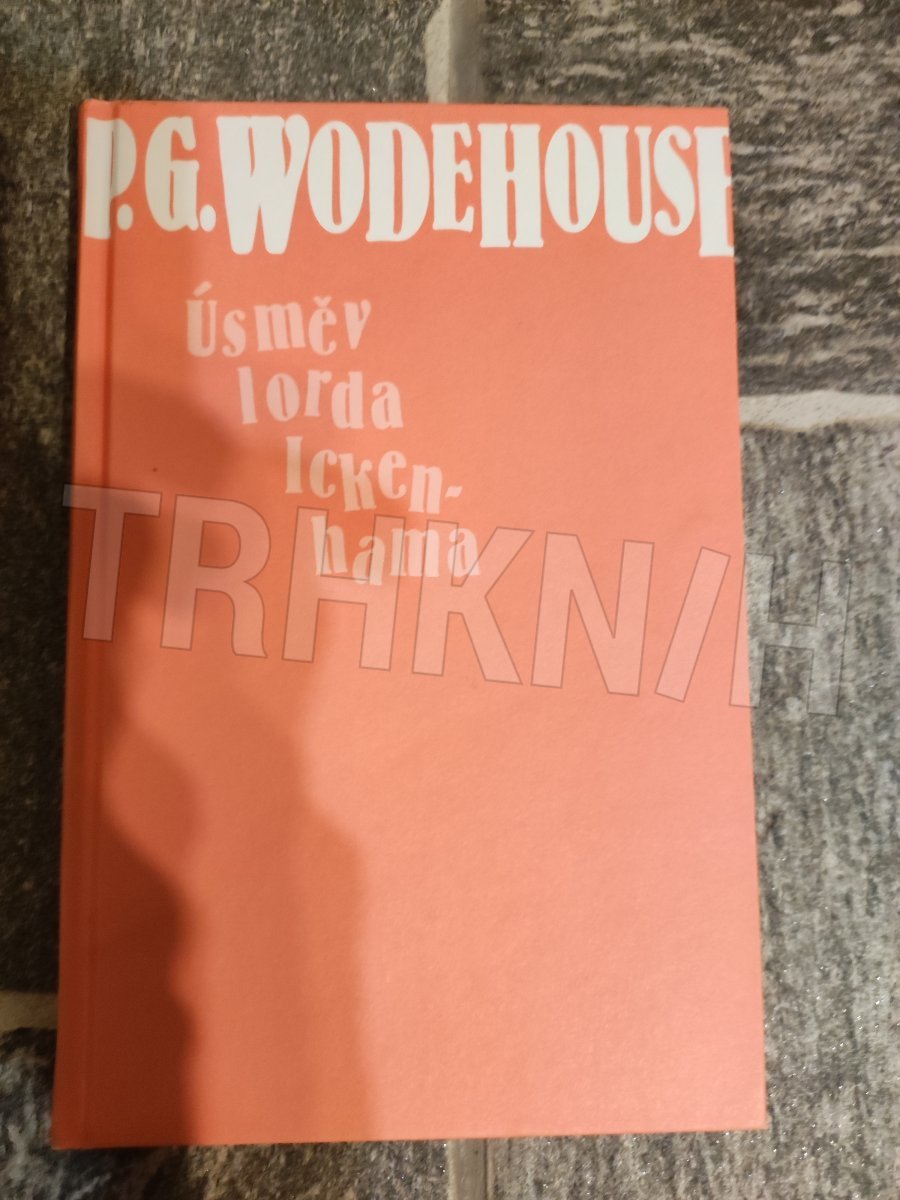 P. G. WODEHOUSE
Úsměv
lorda
Icken-
hama
TRHKNIH